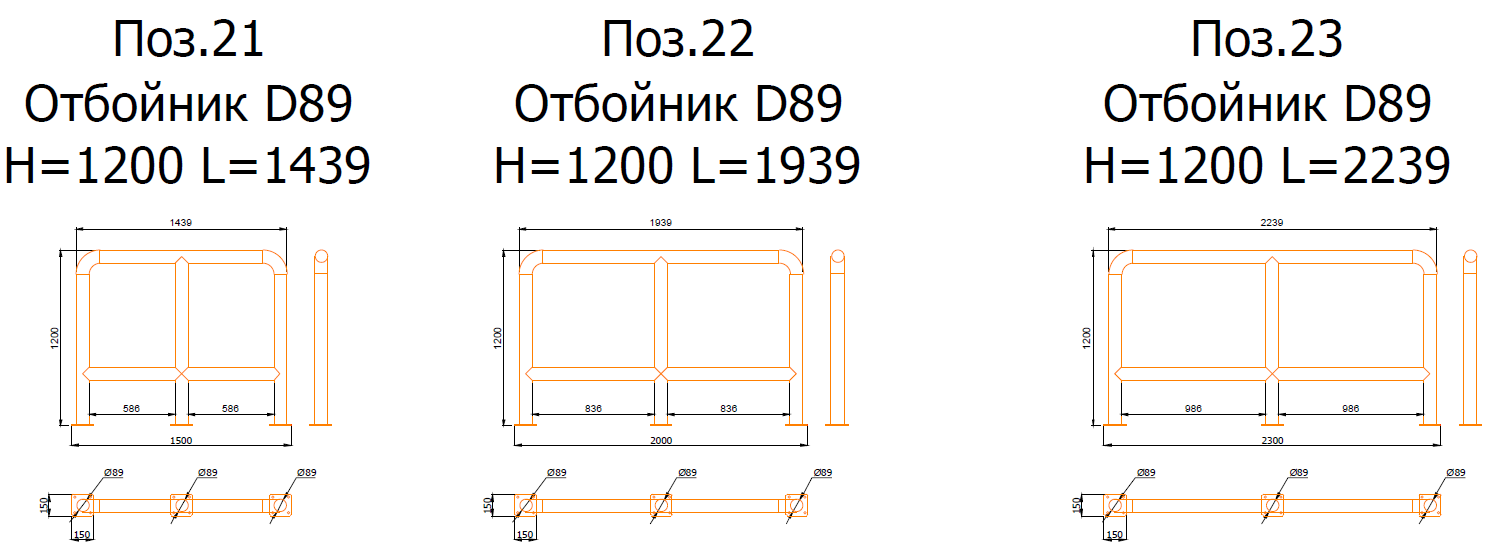 Поз.21
Отбойник D89
H=1200 L=1439
1439
1200
586
586
1500
Ø89
Ø89
Ø89
150
150
Поз.22
Отбойник D89
H=1200 L=1939
1939
1200
836
836
2000
Ø89
Ø89
Ø89
150
150
Поз.23
Отбойник D89
H=1200 L=2239
2239
1200
986
986
2300
Ø89
Ø89
Ø89
150
150